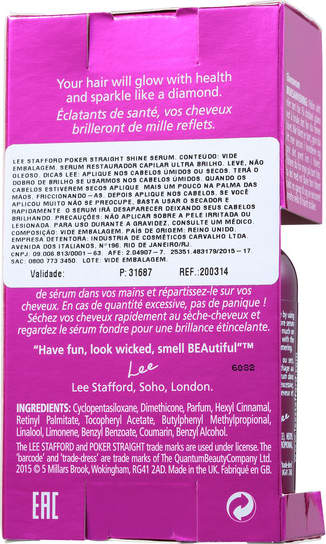 Your hair will glow with health
and sparkle like a diamond.
Éclatants de santé, vos cheveux
brilleront de mille reflets.
LEE STAFFORD POKER STRAIGHT SHINE SERUM. CONTEUDO: VIDE
EMBALAGEM. SERUM RESTAURADOR CAPILAR ULTRA BRILHO. LEVE, NÃO
OLEOSO. DICAS LEE: APLIQUE NOS CABELOS UMIDOS OU SECOS. TERÁ O
DOBRO DE BRILHO SE USARMOS NOS CABELOS UMIDOS. QUANDO OS
CABELOS ESTIVEREM SECOS APLIQUE MAIS UM POUCO NA PALMA DAS
MAOS, FRICCIONANDO-AS, DEPOIS APLIQUE NOS CABELOS. SE VOCÊ
APLICOU MUITO NÃO SE PREOCUPE, BASTA USAR O SECADOR E
RAPIDAMENTE O SERUM IRÁ DESAPARECER DEIXANDO SEUS CABELOS
BRILHANDO. PRECAUÇÕES: NÃO APLICAR SOBRE A PELE IRRITADA OU
LESIONADA. PARA USO DURANTE A GRAVIDEZ, CONSULTE UM MÉDICO.
COMPOSIÇÃO: VIDE EMBALAGEM. PAÍS DE ORIGEM: REINO UNIDO.
EMPRESA DETENTORA: INDUSTRIA DE COSMÉTICOS CARVALHO LTDA.
AVENIDA DOS ITALIANOS, Nº196. RIO DE JANEIRO/RJ.
CNPJ: 09.006.813/0001-63. AFE: 2.04907-7. 25351.483179/2015-17
SAC: 0800 773 3450. LOTE: VIDE EMBALAGEM.
Validade: P:31687 REF.:200314
de sérum dans vos mains et répartissez-le sur vos
cheveux. En cas de quantité excessive, pas de panique !
Séchez vos cheveux rapidement au sèche-cheveux et
regardez le sérum fondre pour une brillance étincelante.
"Have fun, look wicked, smell BEAutiful"™
Lee
6082
Lee Stafford, Soho, London.
INGREDIENTS: Cyclopentasiloxane, Dimethicone, Parfum, Hexyl Cinnamal,
Retinyl Palmitate, Tocopheryl Acetate, Butylphenyl Methylpropional,
Linalool, Limonene, Benzyl Benzoate, Coumarin, Benzyl Alcohol.
The LEE STAFFORD and POKER STRAIGHT trade marks are used under license. The
'barcode' and 'trade-dress' are trade marks of The QuantumBeautyCompany Ltd.
2015 © 5 Millars Brook, Wokingham, RG41 2AD. Made in UK. Fabriqué en GB.
EAC